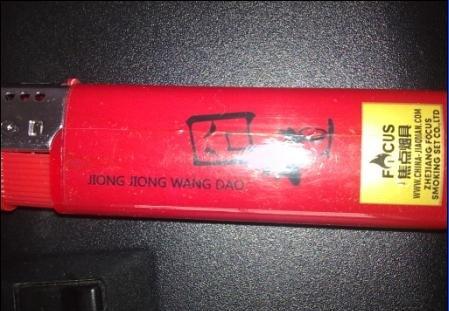 JIONG JIONG WANG DAO
FOCUS
焦点烟具
WWW.CHINA-JIAODIAN.COM
ZHEJIANG FOCUS
SMOKING SET CO.,LTD